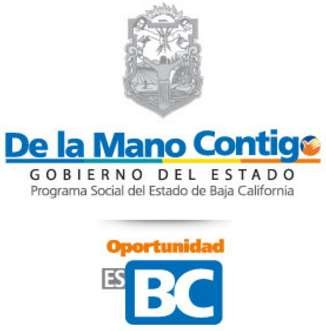 De la Mano Contigo
GOBIERNO DEL ESTADO
Programa Social del Estado de Baja California
Oportunidad
ES BC